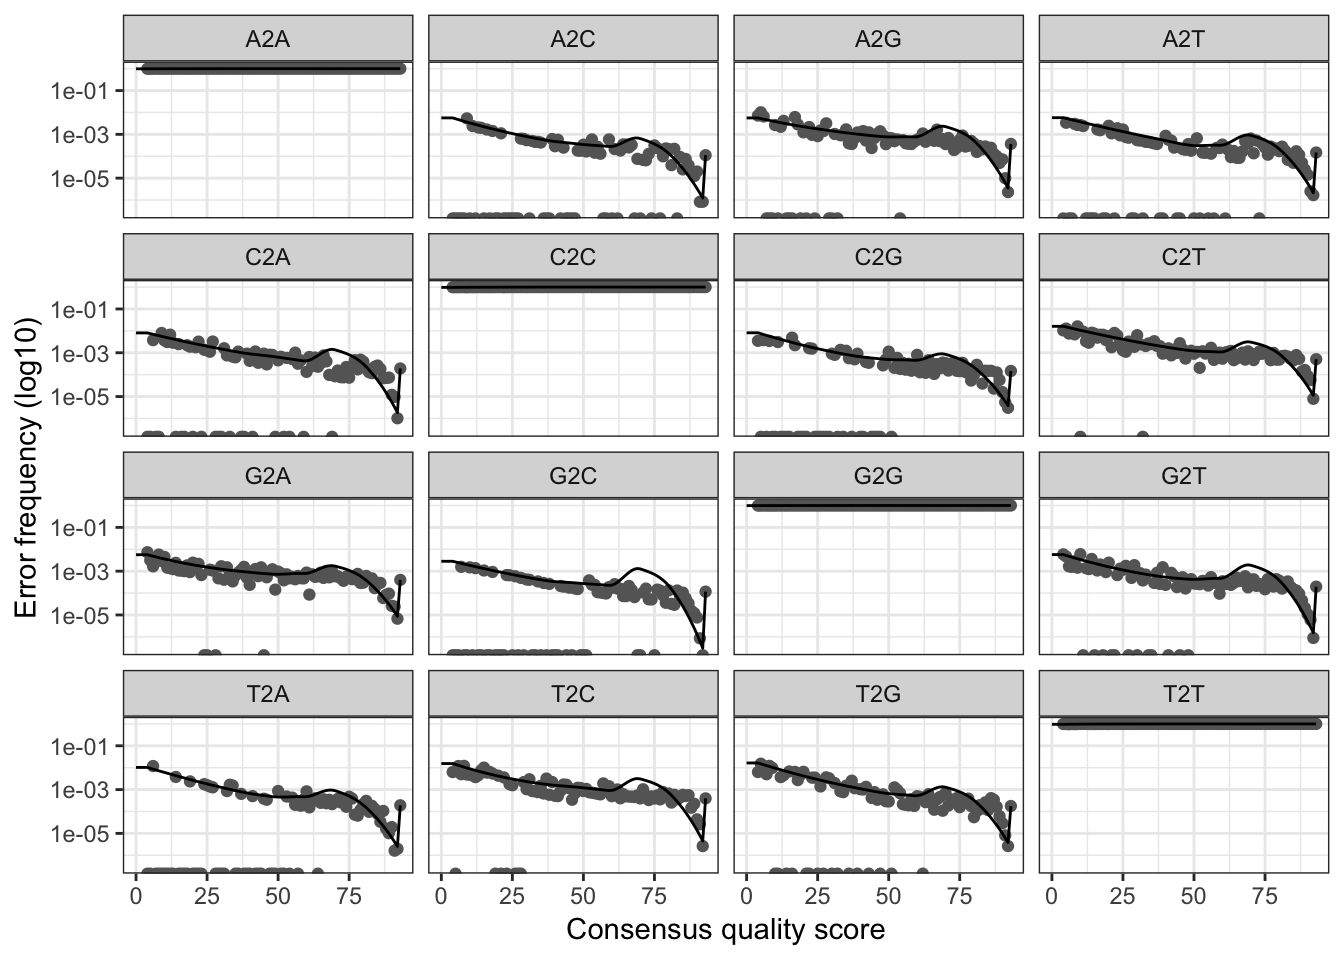 A2A A2C A2G A2T
1e-01
1e-03
1e-05
C2A C2C C2G C2T
1e-01
1e-03
1e-05
G2A G2C G2G G2T
1e-01
1e-03
1e-05
T2A T2C T2G T2T
1e-01
1e-03
1e-05
0 25 50 75 0 25 50 75 0 25 50 75 0 25 50 75
Consensus quality score
Error frequency (log10)